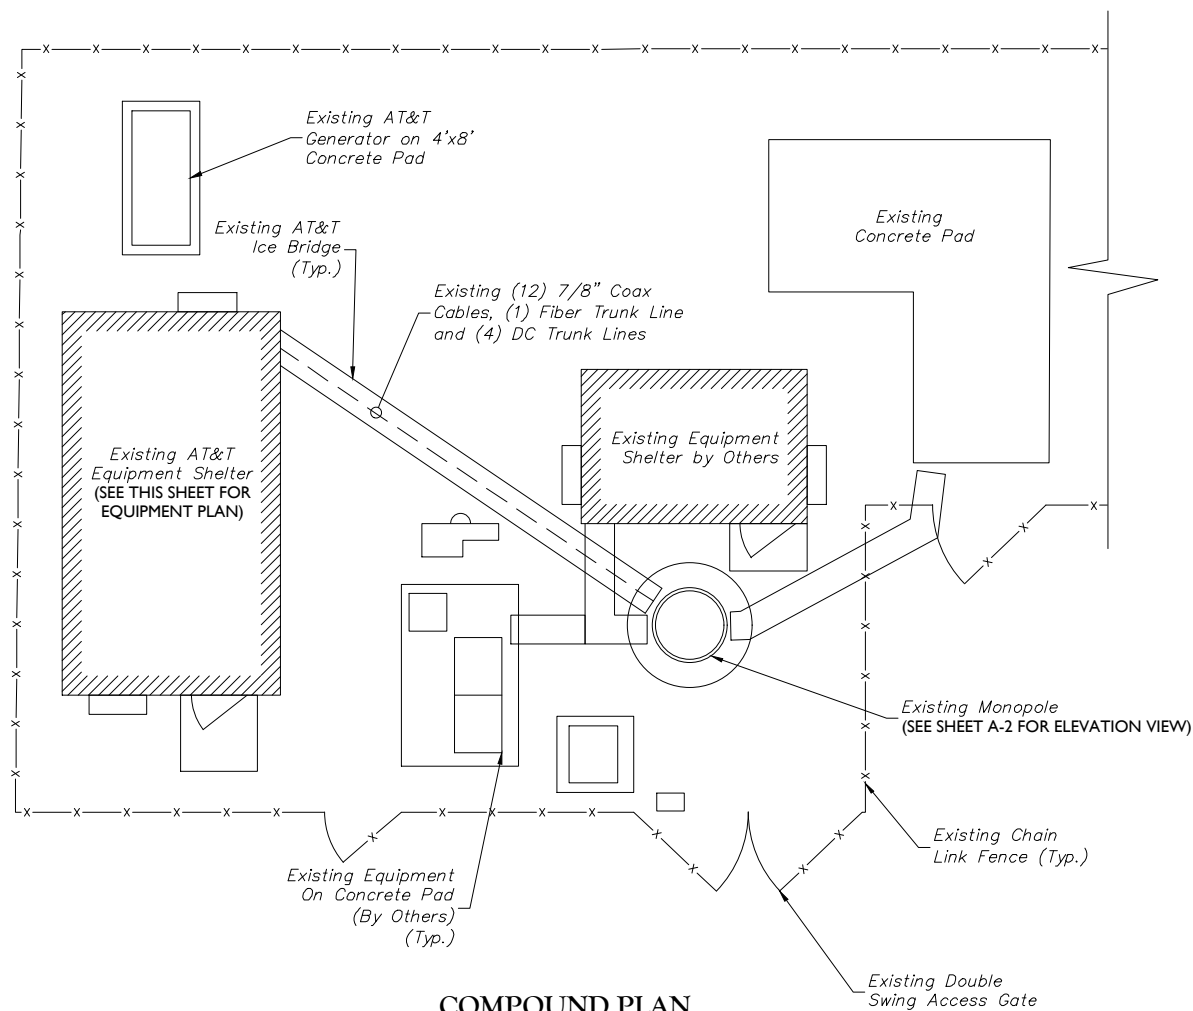 Existing AT&T
Generator on 4'x8'
Concrete Pad
Existing AT&T
Ice Bridge
(Typ.)
Existing (12) 7/8" Coax
Cables, (1) Fiber Trunk Line
and (4) DC Trunk Lines
Existing
Concrete Pad
Existing AT&T
Equipment Shelter
(SEE THIS SHEET FOR
EQUIPMENT PLAN)
Existing Equipment
Shelter by Others
Existing Monopole
(SEE SHEET A-2 FOR ELEVATION VIEW)
Existing Chain
Link Fence (Typ.)
Existing Equipment
On Concrete Pad
(By Others)
(Typ.)
Existing Double
Swing Access Gate
COMPOUND PLAN